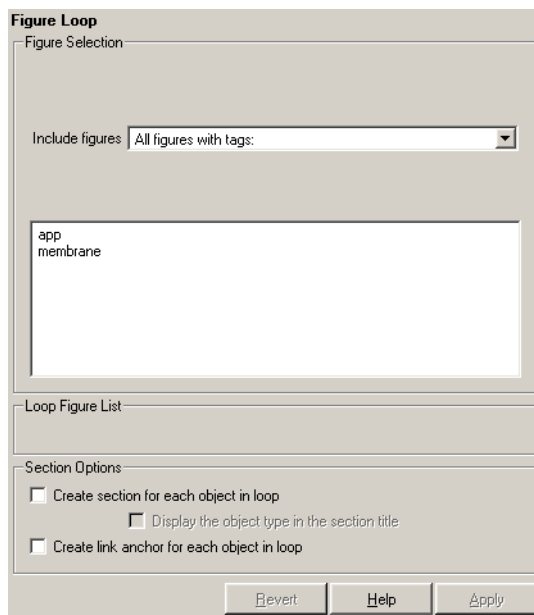 Figure Loop
Figure Selection
Include figures All figures with tags:
app
membrane
Loop Figure List
Section Options
Create section for each object in loop
Display the object type in the section title
Create link anchor for each object in loop
Revert Help Apply